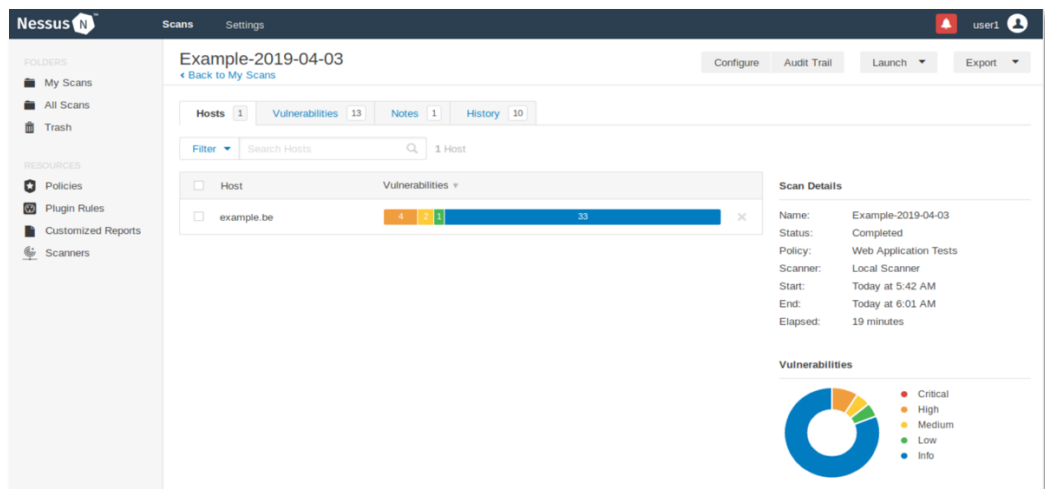 Nessus N Scans Settings user1
FOLDERS
My Scans
All Scans
Trash
RESOURCES
Policies
Plugin Rules
Customized Reports
Scanners
Example-2019-04-03
Back to My Scans
Configure Audit Trail Launch Export
Hosts 1 Vulnerabilities 13 Notes 1 History 10
Filter Search Hosts 1 Host
Host Vulnerabilities
example.be 4 2 1 33
Scan Details
Name: Example-2019-04-03
Status: Completed
Policy: Web Application Tests
Scanner: Local Scanner
Start: Today at 5:42 AM
End: Today at 6:01 AM
Elapsed: 19 minutes
Vulnerabilities
Critical
High
Medium
Low
Info